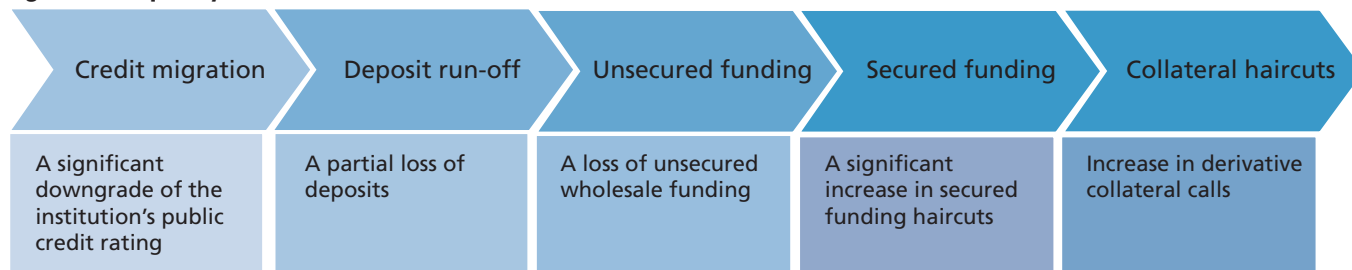 Credit migration
Deposit run-off
Unsecured funding
Secured funding
Collateral haircuts
A significant
downgrade of the
institution's public
credit rating
A partial loss of
deposits
A loss of unsecured
wholesale funding
A significant
increase in secured
funding haircuts
Increase in derivative
collateral calls